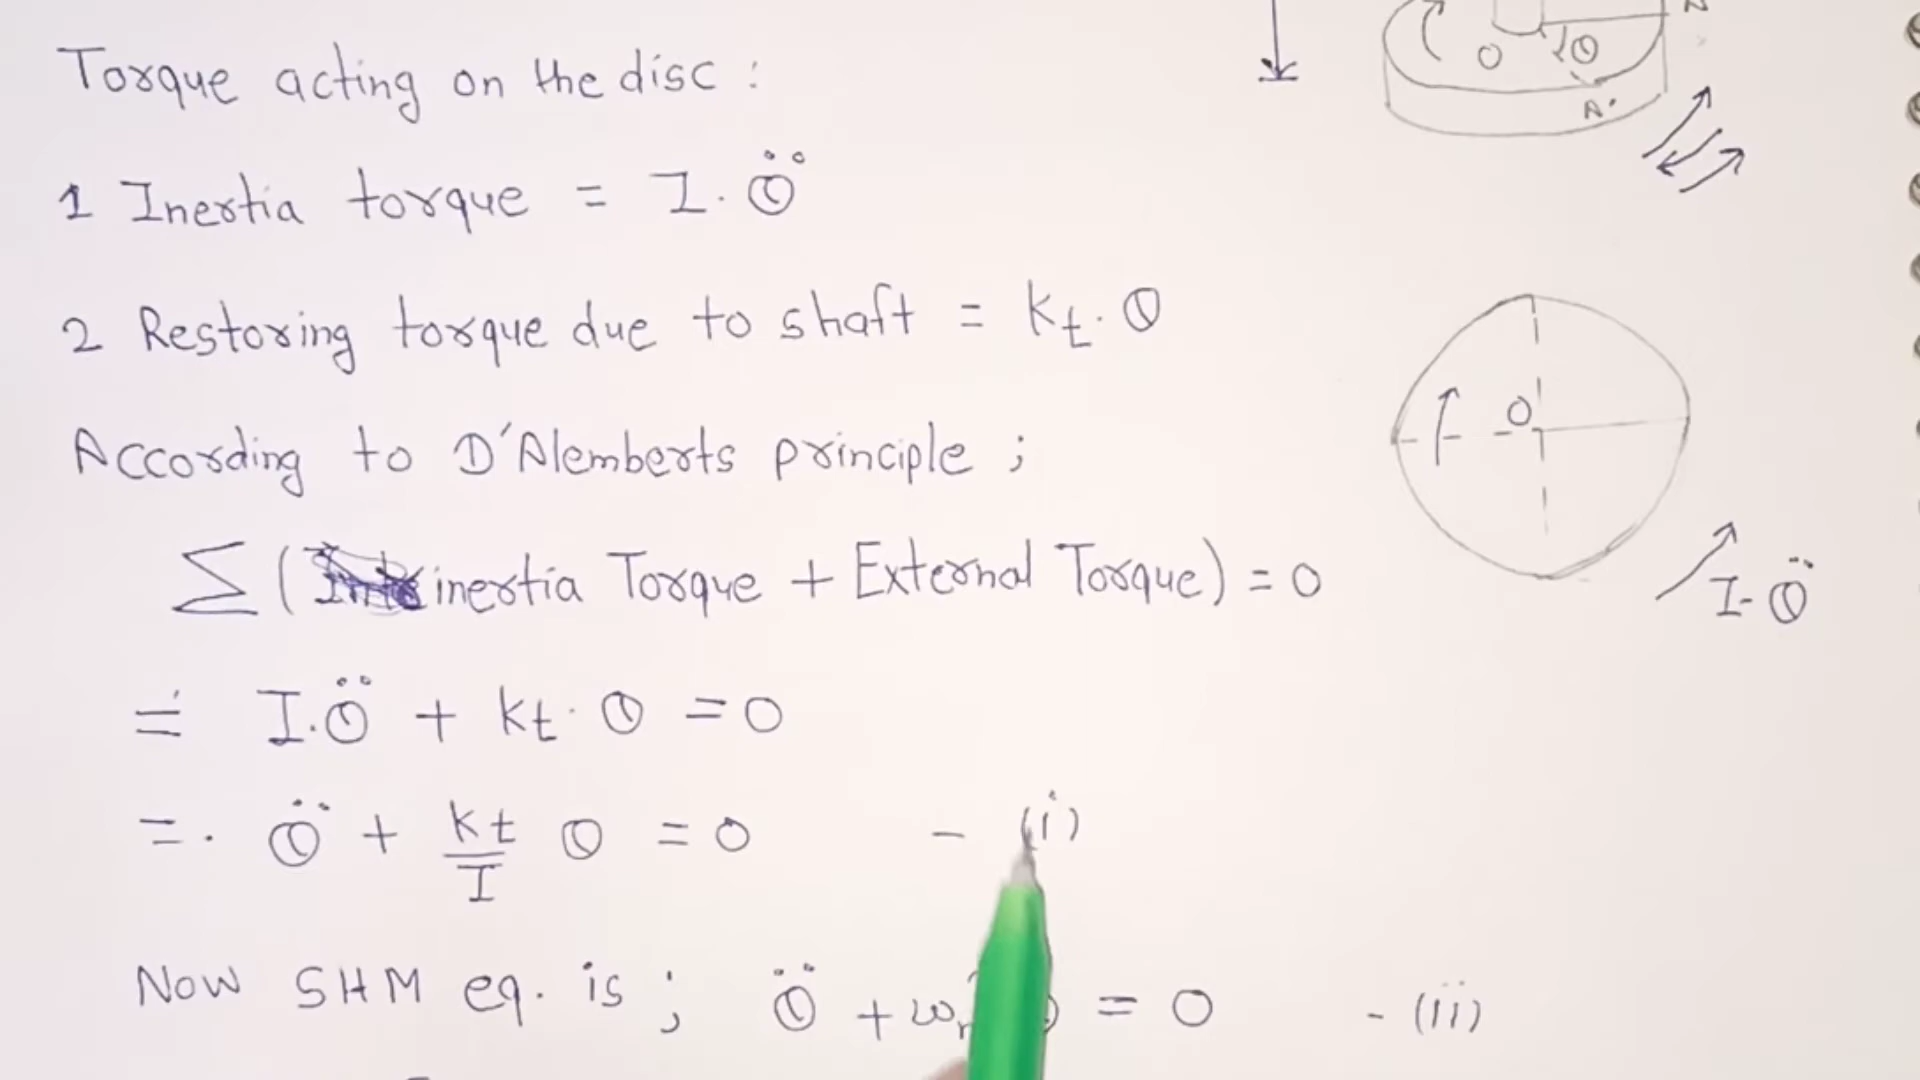 Torque acting on the disc :
1 Inertia torque = I. θ̈
2 Restoring torque due to shaft = kt. θ
According to D'Alemberts principle ;
Σ ( inertia Torque + External Torque) = 0
= I.θ̈ + kt. θ = 0
=. θ̈ + kt/I θ = 0 - (i)
Now SHM eq. is ; θ̈ + ωn = 0 - (ii)
O θ
A'
O
I- θ̈